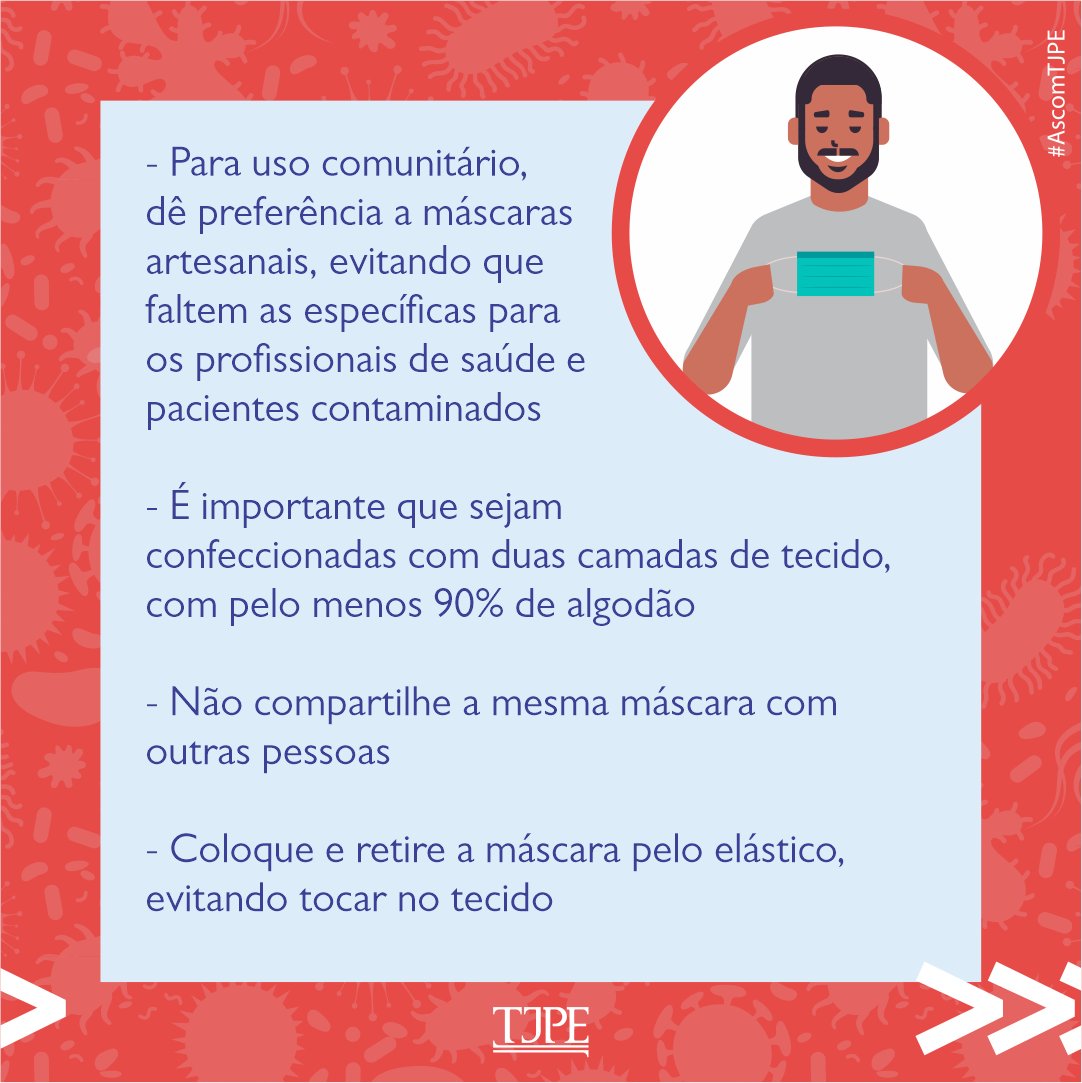 #AscomTJPE
- Para uso comunitário,
dê preferência a máscaras
artesanais, evitando que
faltem as específicas para
os profissionais de saúde e
pacientes contaminados
- É importante que sejam
confeccionadas com duas camadas de tecido,
com pelo menos 90% de algodão
- Não compartilhe a mesma máscara com
outras pessoas
- Coloque e retire a máscara pelo elástico,
evitando tocar no tecido
TJPE